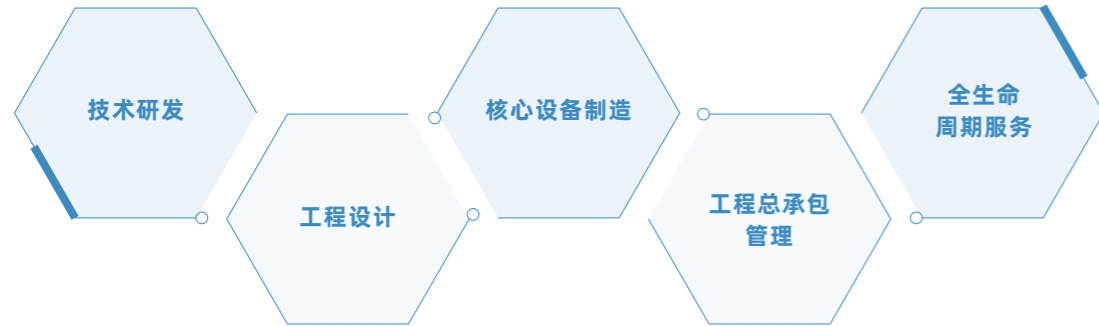 技术研发
工程设计
核心设备制造
工程总承包
管理
全生命
周期服务